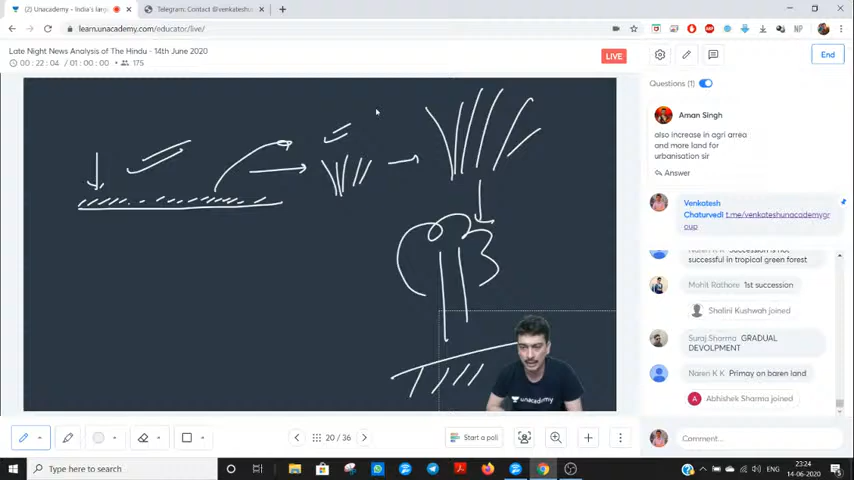 (2) Unacademy - India's larg
Telegram: Contact @venkateshu
learn.unacademy.com/educator/live/
NP
Late Night News Analysis of The Hindu - 14th June 2020
00 : 22 : 04 / 01 : 00 : 00 • 175
LIVE
End
Questions (1)
Aman Singh
also increase in agri area
and more land for
urbanisation sir
Answer
Venkatesh
Chaturvedi t.me/venkateshunacademygr
oup
Naren K K Succession is not
successful in tropical green forest
Mohit Rathore 1st succession
Shalini Kushwah joined
Suraj Sharma GRADUAL
DEVOLPMENT
Naren K K Primay on baren land
A Abhishek Sharma joined
unacademy
20 / 36
Start a poll
Comment...
Type here to search
ENG
23:24
14-06-2020